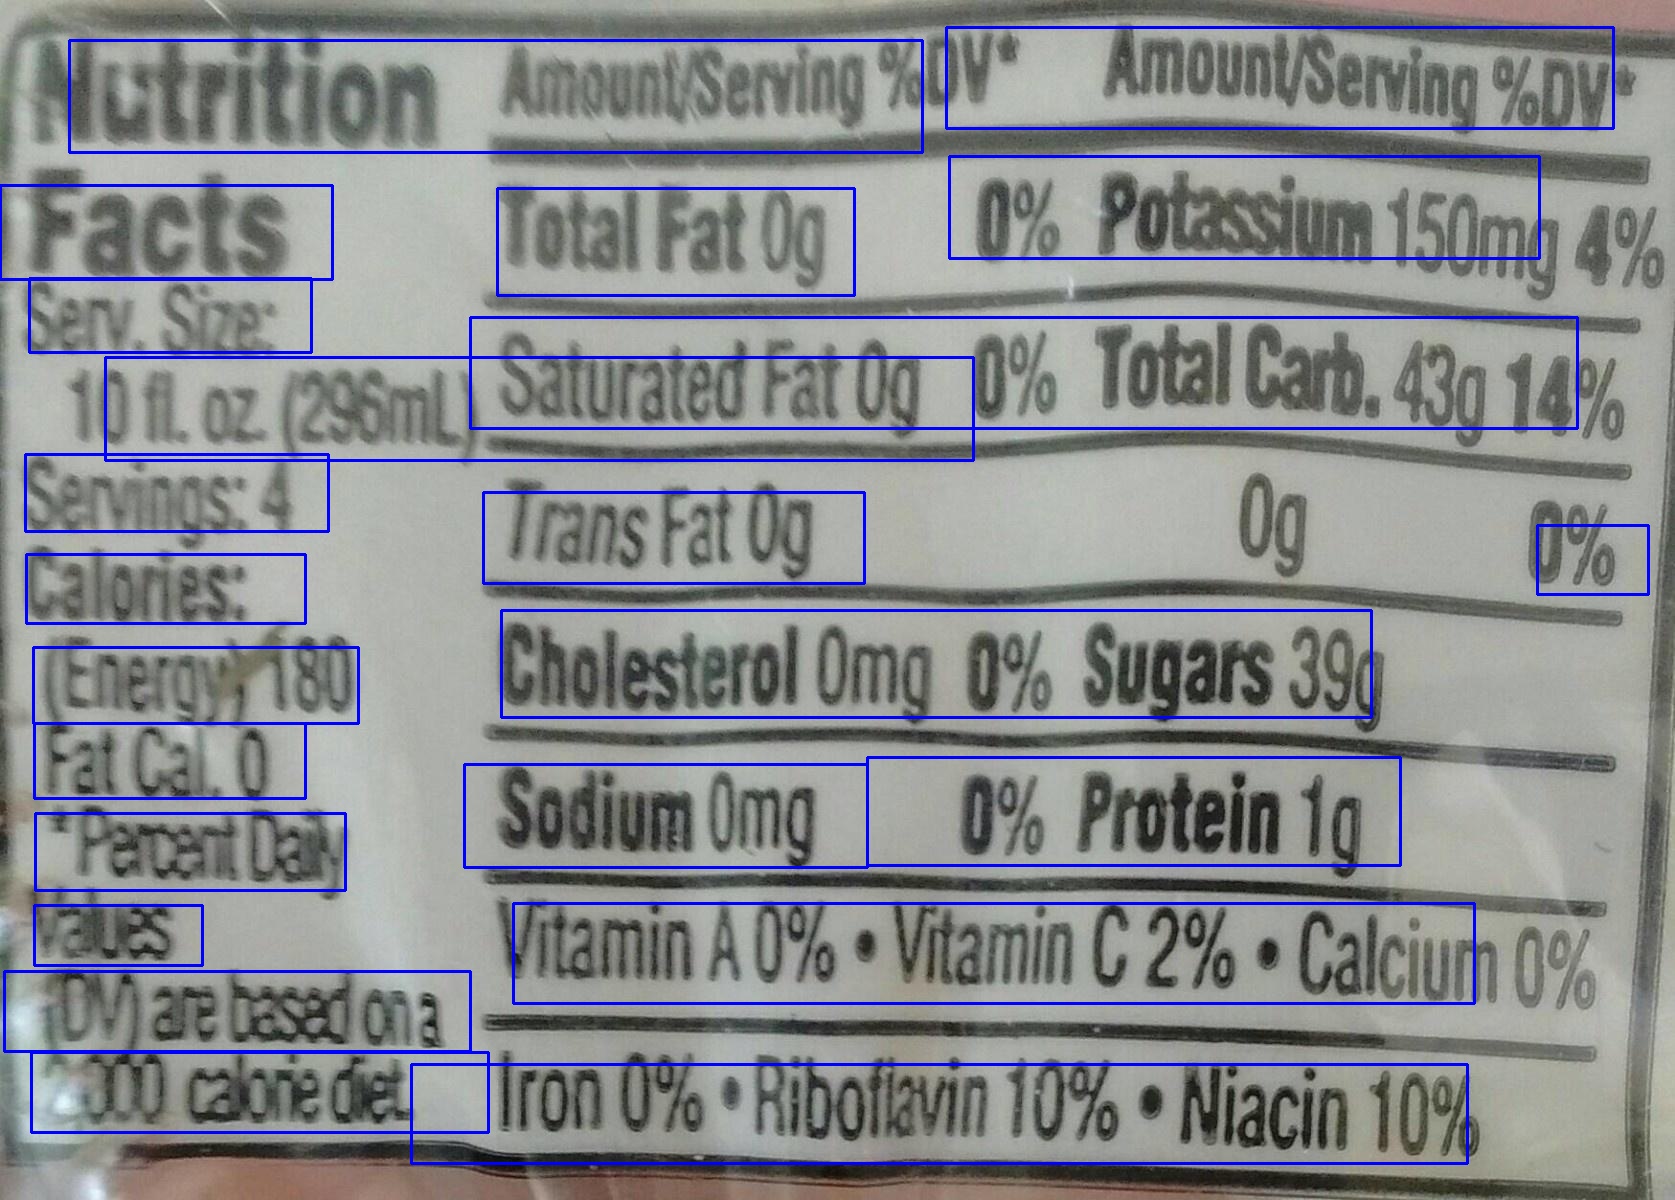 Nutrition
Facts
Serv. Size:
10 fl. oz. (296mL)
Servings: 4
Calories:
(Energy) 180
Fat Cal. 0
*Percent Daily
Values
(DV) are based on a
2,000 calorie diet.
Amount/Serving %DV* Amount/Serving %DV*
Total Fat 0g 0% Potassium 150mg 4%
Saturated Fat 0g 0% Total Carb. 43g 14%
Trans Fat 0g 0g 0%
Cholesterol 0mg 0% Sugars 39g
Sodium 0mg 0% Protein 1g
Vitamin A 0% • Vitamin C 2% • Calcium 0%
Iron 0% • Riboflavin 10% • Niacin 10%